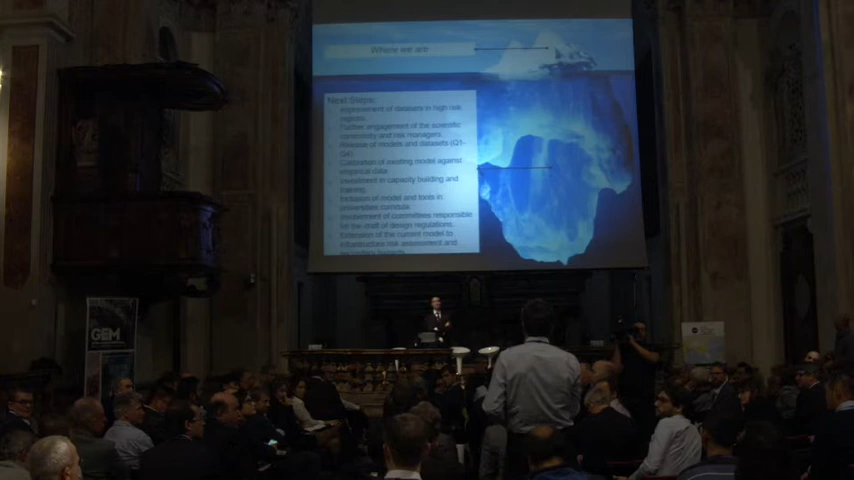 Where we are
Next Steps:
Improvement of datasets in high risk
regions.
Further engagement of the scientific
community and risk managers.
Release of models and datasets (Q1-
Q4).
Calibration of existing model against
empirical data.
Investment in capacity building and
training.
Inclusion of model and tools in
universities curricula.
Involvement of committees responsible
for the draft of design regulations.
Extension of the current model to
infrastructure risk assessment and
secondary hazards.
GEM